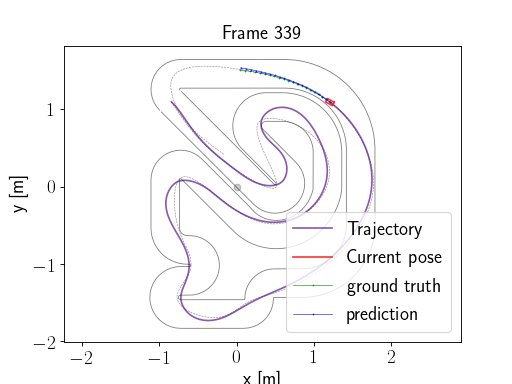 Frame 339
y [m]
1
0
−1
−2
Trajectory
Current pose
ground truth
prediction
−2 −1 0 1 2
x [m]